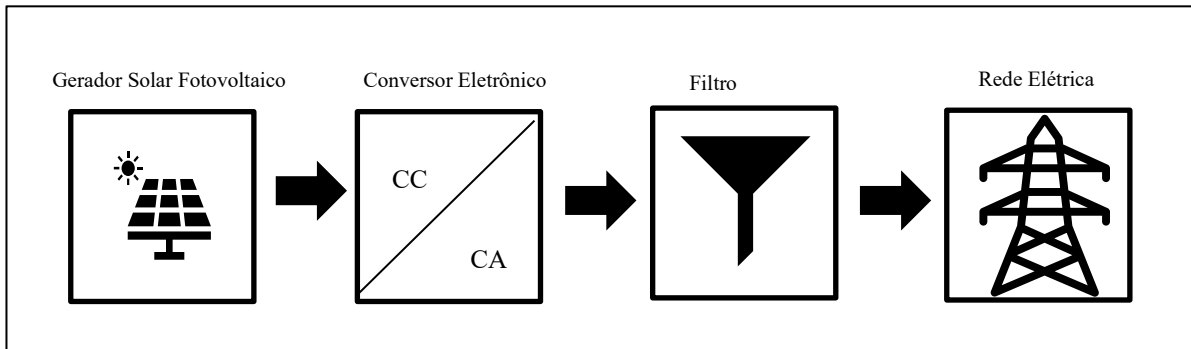 Gerador Solar Fotovoltaico
Conversor Eletrônico
Filtro
Rede Elétrica
CC
CA